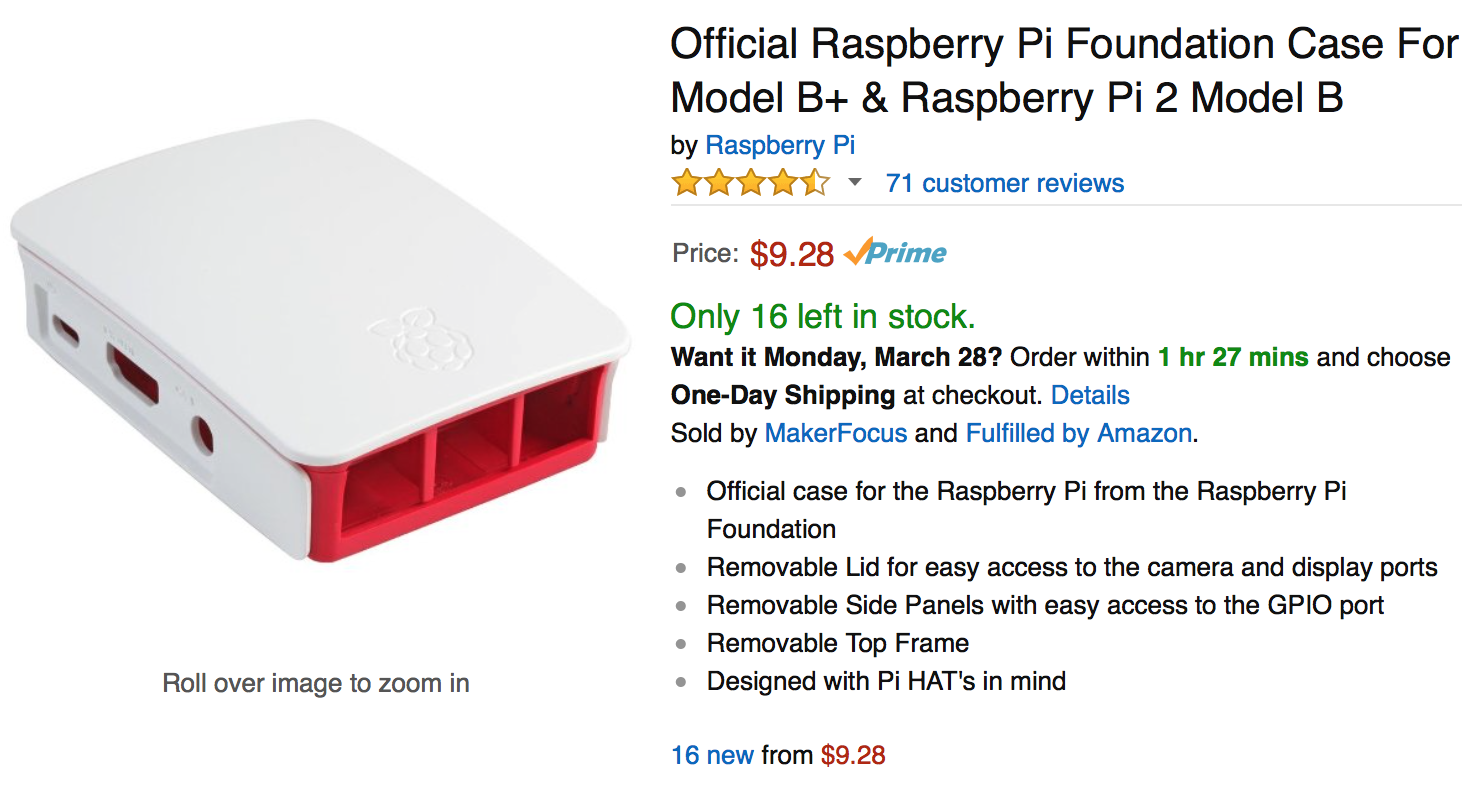 Official Raspberry Pi Foundation Case For
Model B+ & Raspberry Pi 2 Model B
by Raspberry Pi
71 customer reviews
Price: $9.28 Prime
Only 16 left in stock.
Want it Monday, March 28? Order within 1 hr 27 mins and choose
One-Day Shipping at checkout. Details
Sold by MakerFocus and Fulfilled by Amazon.
Official case for the Raspberry Pi from the Raspberry Pi
Foundation
Removable Lid for easy access to the camera and display ports
Removable Side Panels with easy access to the GPIO port
Removable Top Frame
Designed with Pi HAT's in mind
Roll over image to zoom in
16 new from $9.28